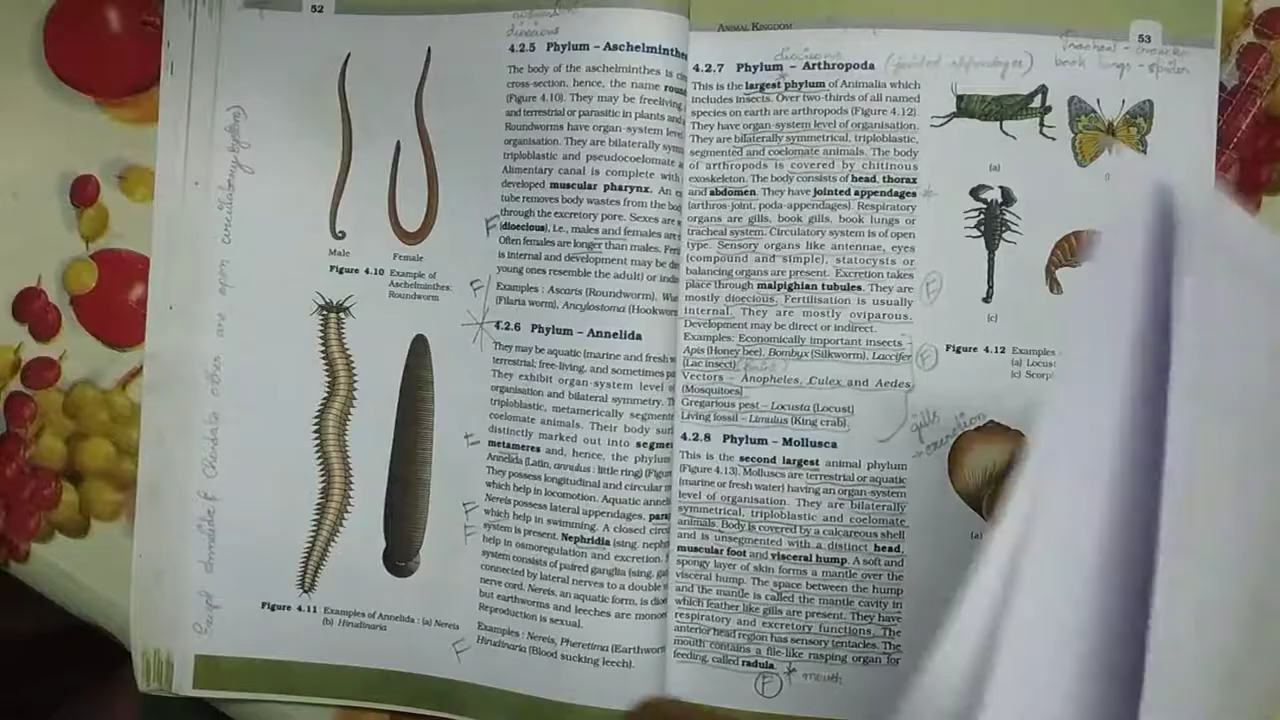 52
Male
Female
Figure 4.10 Example of
Aschelminthes:
Roundworm
Figure 4.11 Examples of Annelida : (a) Nereis
(b) Hirudinaria
dioecious
4.2.5 Phylum – Aschelminthe
The body of the aschelminthes is
cross-section, hence, the name roun
(Figure 4.10). They may be freeliving
and terrestrial or parasitic in plants and
Roundworms have organ-system leve
organisation. They are bilaterally sym
triploblastic and pseudocoelomate
Alimentary canal is complete with
developed muscular pharynx. An
tube removes body wastes from the bo
through the excretory pore. Sexes are
F (dioecious), i.e., males and females are
Often females are longer than males.
is internal and development may be
young ones resemble the adult) or
F Examples : Ascaris (Roundworm),
(Filaria worm), Ancylostoma (Hookwor
4.2.6 Phylum – Annelida
They may be aquatic (marine and fresh
terrestrial; free-living, and sometimes
They exhibit organ-system level
organisation and bilateral symmetry.
triploblastic, metamerically segment
coelomate animals. Their body
distinctly marked out into segme
metameres and, hence, the phylum
Annelida (Latin, annulus : little ring)
They possess longitudinal and circular
which help in locomotion. Aquatic
F Nereis possess lateral appendages,
F which help in swimming. A closed
system is present. Nephridia (sing.
help in osmoregulation and excretion.
system consists of paired ganglia (sing.
connected by lateral nerves to a double
nerve cord. Nereis, an aquatic form, is
but earthworms and leeches are mono
Reproduction is sexual.
Examples : Nereis, Pheretima (Earthwor
F Hirudinaria (Blood sucking leech).
ANIMAL KINGDOM
53
4.2.7 Phylum – Arthropoda (jointed appendages)
book lungs - spider
This is the largest phylum of Animalia which
includes insects. Over two-thirds of all named
species on earth are arthropods (Figure 4.12).
They have organ-system level of organisation.
They are bilaterally symmetrical, triploblastic,
segmented and coelomate animals. The body
of arthropods is covered by chitinous
exoskeleton. The body consists of head, thorax
and abdomen. They have jointed appendages
(arthros-joint, poda-appendages). Respiratory
organs are gills, book gills, book lungs or
tracheal system. Circulatory system is of open
type. Sensory organs like antennae, eyes
(compound and simple), statocysts or
balancing organs are present. Excretion takes
place through malpighian tubules. They are
mostly dioecious. Fertilisation is usually
internal. They are mostly oviparous.
Development may be direct or indirect.
Examples: Economically important insects –
Apis (Honey bee), Bombyx (Silkworm), Laccifer
(Lac insect)
Vectors – Anopheles, Culex and Aedes
(Mosquitoes)
Gregarious pest – Locusta (Locust)
Living fossil – Limulus (King crab).
F
F
(a)
(c)
Figure 4.12 Examples
(a) Locust
(c) Scorp
4.2.8 Phylum – Mollusca
This is the second largest animal phylum
(Figure 4.13). Molluscs are terrestrial or aquatic
(marine or fresh water) having an organ-system
level of organisation. They are bilaterally
symmetrical, triploblastic and coelomate
animals. Body is covered by a calcareous shell
and is unsegmented with a distinct head,
muscular foot and visceral hump. A soft and
spongy layer of skin forms a mantle over the
visceral hump. The space between the hump
and the mantle is called the mantle cavity in
which feather like gills are present. They have
respiratory and excretory functions. The
anterior head region has sensory tentacles. The
mouth contains a file-like rasping organ for
feeding, called radula.
F mouth
gills
excretion
(a)